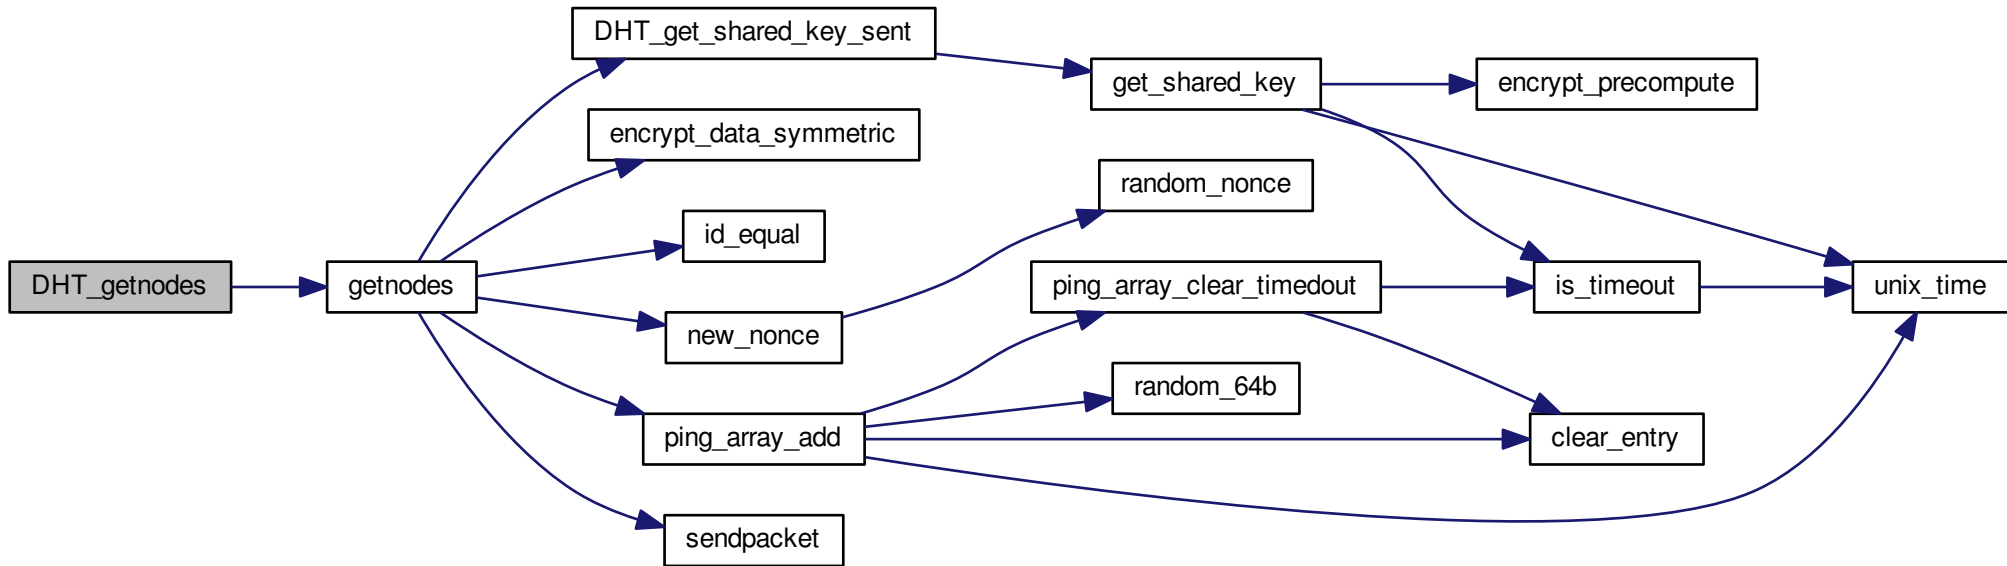 DHT_getnodes
getnodes
DHT_get_shared_key_sent
encrypt_data_symmetric
id_equal
new_nonce
ping_array_add
sendpacket
get_shared_key
random_nonce
ping_array_clear_timedout
random_64b
encrypt_precompute
is_timeout
clear_entry
unix_time